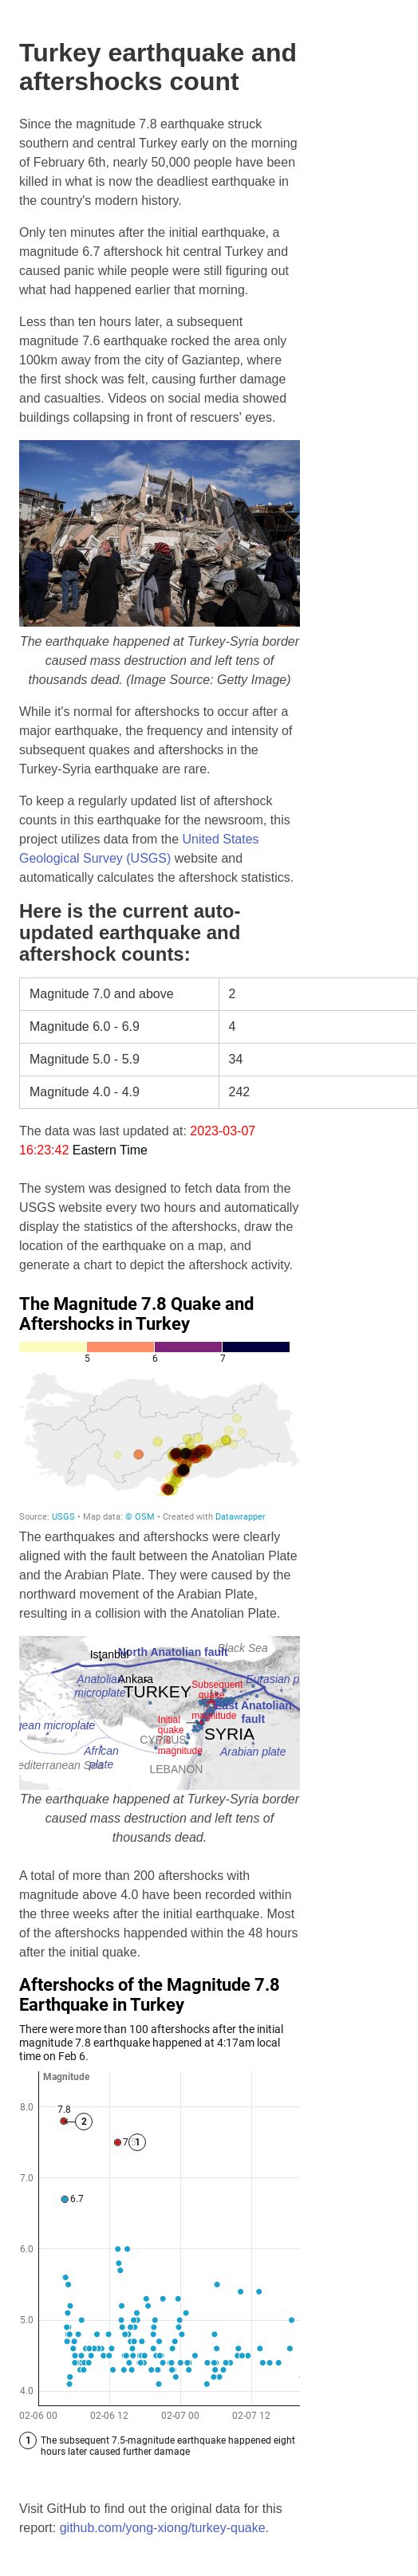 Turkey earthquake and
aftershocks count
Since the magnitude 7.8 earthquake struck
southern and central Turkey early on the morning
of February 6th, nearly 50,000 people have been
killed in what is now the deadliest earthquake in
the country's modern history.
Only ten minutes after the initial earthquake, a
magnitude 6.7 aftershock hit central Turkey and
caused panic while people were still figuring out
what had happened earlier that morning.
Less than ten hours later, a subsequent
magnitude 7.6 earthquake rocked the area only
100km away from the city of Gaziantep, where
the first shock was felt, causing further damage
and casualties. Videos on social media showed
buildings collapsing in front of rescuers' eyes.
The earthquake happened at Turkey-Syria border
caused mass destruction and left tens of
thousands dead. (Image Source: Getty Image)
While it's normal for aftershocks to occur after a
major earthquake, the frequency and intensity of
subsequent quakes and aftershocks in the
Turkey-Syria earthquake are rare.
To keep a regularly updated list of aftershock
counts in this earthquake for the newsroom, this
project utilizes data from the United States
Geological Survey (USGS) website and
automatically calculates the aftershock statistics.
Here is the current auto-
updated earthquake and
aftershock counts:
Magnitude 7.0 and above 2
Magnitude 6.0 - 6.9 4
Magnitude 5.0 - 5.9 34
Magnitude 4.0 - 4.9 242
The data was last updated at: 2023-03-07
16:23:42 Eastern Time
The system was designed to fetch data from the
USGS website every two hours and automatically
display the statistics of the aftershocks, draw the
location of the earthquake on a map, and
generate a chart to depict the aftershock activity.
The Magnitude 7.8 Quake and
Aftershocks in Turkey
5 6 7
Source: USGS • Map data: © OSM • Created with Datawrapper
The earthquakes and aftershocks were clearly
aligned with the fault between the Anatolian Plate
and the Arabian Plate. They were caused by the
northward movement of the Arabian Plate,
resulting in a collision with the Anatolian Plate.
Black Sea
Istanbul North Anatolian fault
Anatolian microplate
Ankara
Eurasian
TURKEY
Subsequent quake magnitude
East Anatolian fault
microplate
Initial quake magnitude
CYPRUS
SYRIA
African plate
Arabian plate
LEBANON
The earthquake happened at Turkey-Syria border
caused mass destruction and left tens of
thousands dead.
A total of more than 200 aftershocks with
magnitude above 4.0 have been recorded within
the three weeks after the initial earthquake. Most
of the aftershocks happened within the 48 hours
after the initial quake.
Aftershocks of the Magnitude 7.8
Earthquake in Turkey
There were more than 100 aftershocks after the initial
magnitude 7.8 earthquake happened at 4:17am local
time on Feb 6.
Magnitude
8.0
7.8
2
1
7.0
6.7
6.0
5.0
4.0
02-06 00 02-06 12 02-07 00 02-07 12
1 The subsequent 7.5-magnitude earthquake happened eight
hours later caused further damage
Visit GitHub to find out the original data for this
report: github.com/yong-xiong/turkey-quake.